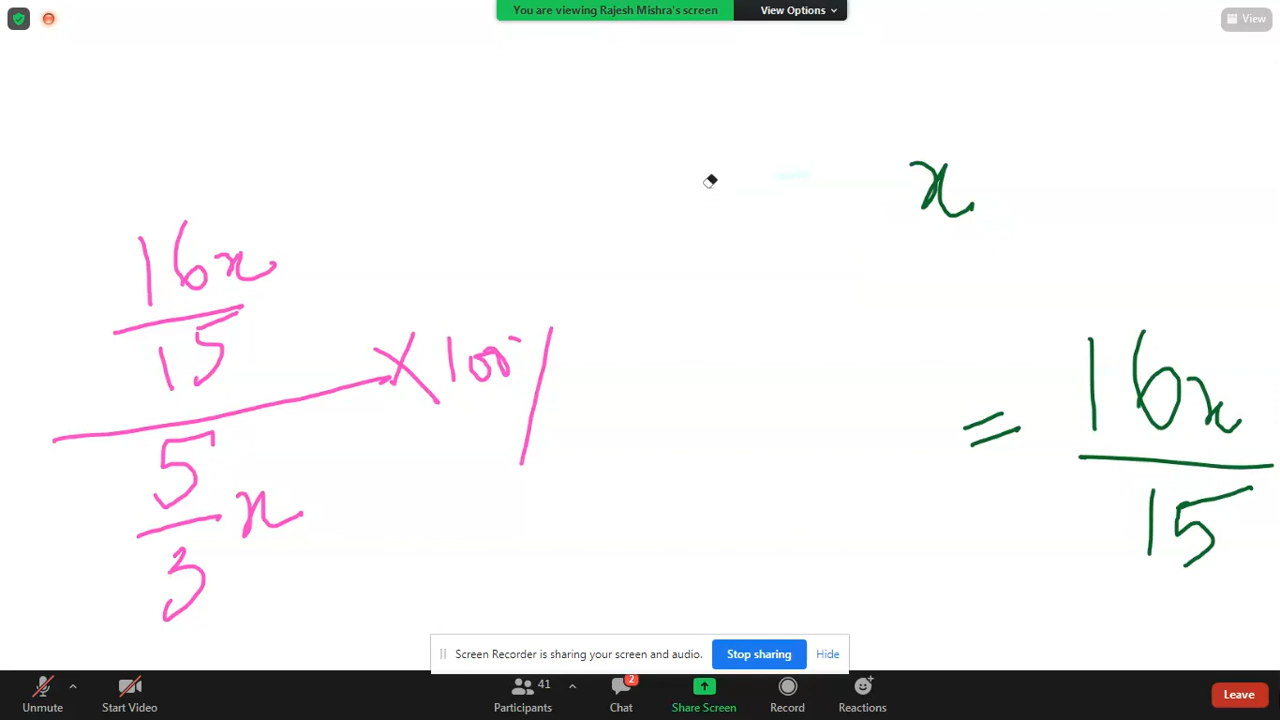 You are viewing Rajesh Mishra's screen View Options
View
x
16x
15
× 100
5
3
x
= 16x
15
Screen Recorder is sharing your screen and audio. Stop sharing Hide
41 2
Unmute Start Video Participants Chat Share Screen Record Reactions Leave